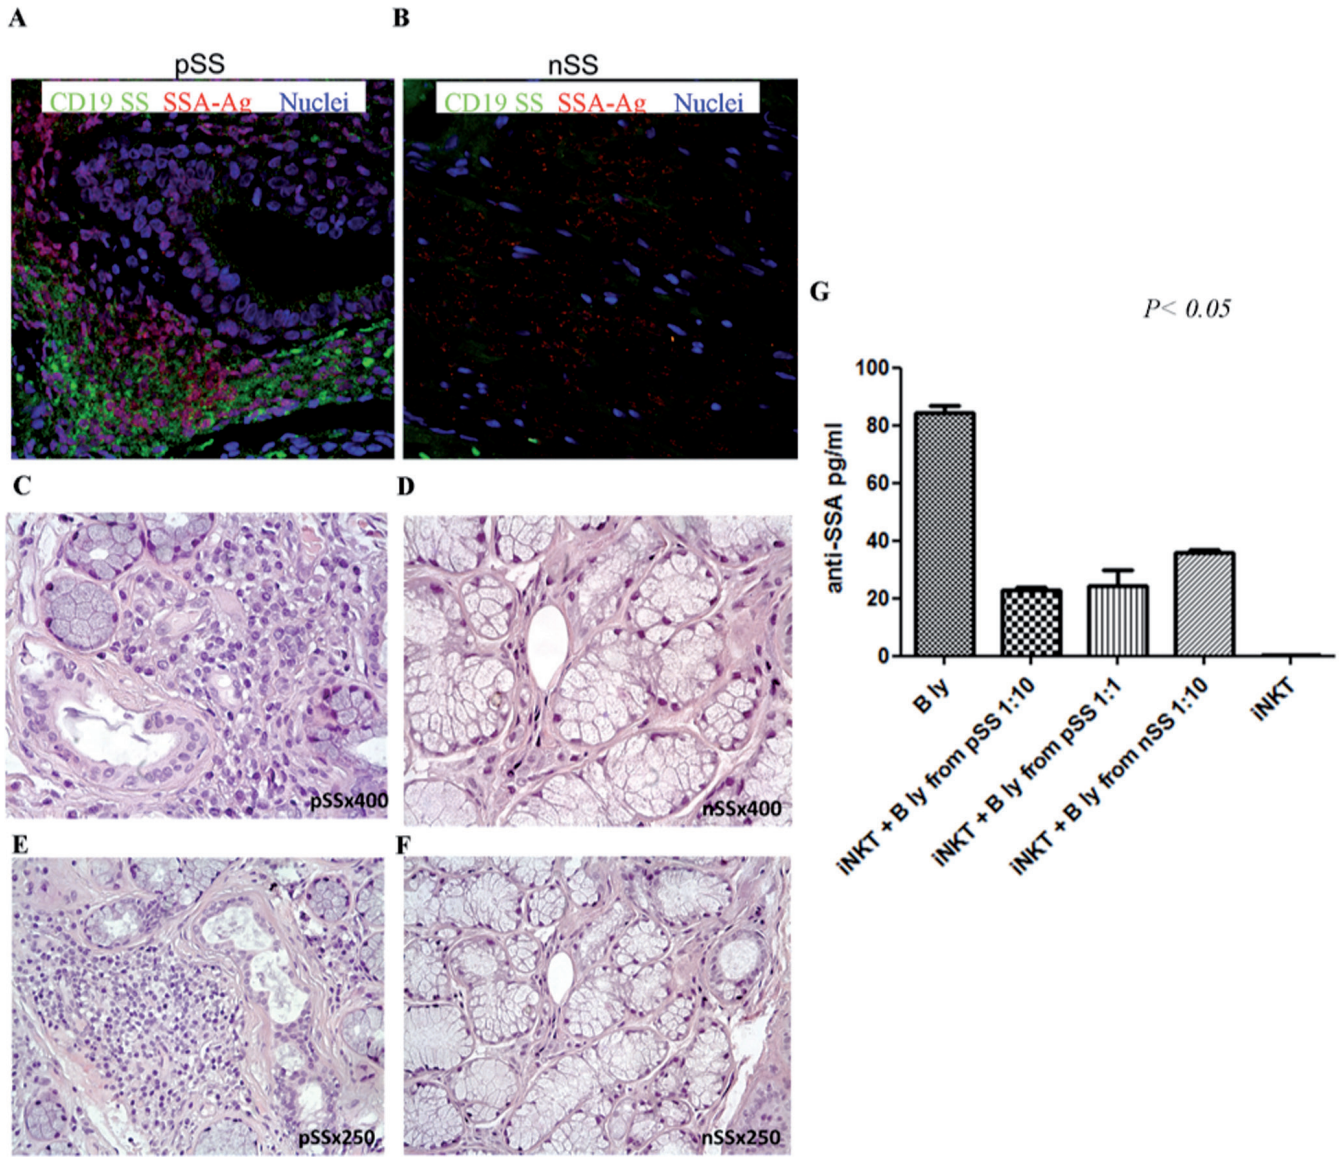 A
B
pSS
nSS
CD19 SS SSA-Ag Nuclei
CD19 SS SSA-Ag Nuclei
G
P< 0.05
100
80
60
40
20
0
anti-SSA pg/ml
B ly
iNKT + B ly from pSS 1:10
iNKT + B ly from pSS 1:1
iNKT + B ly from nSS 1:10
iNKT
C
D
pSSx400
nSSx400
E
F
pSSx250
nSSx250